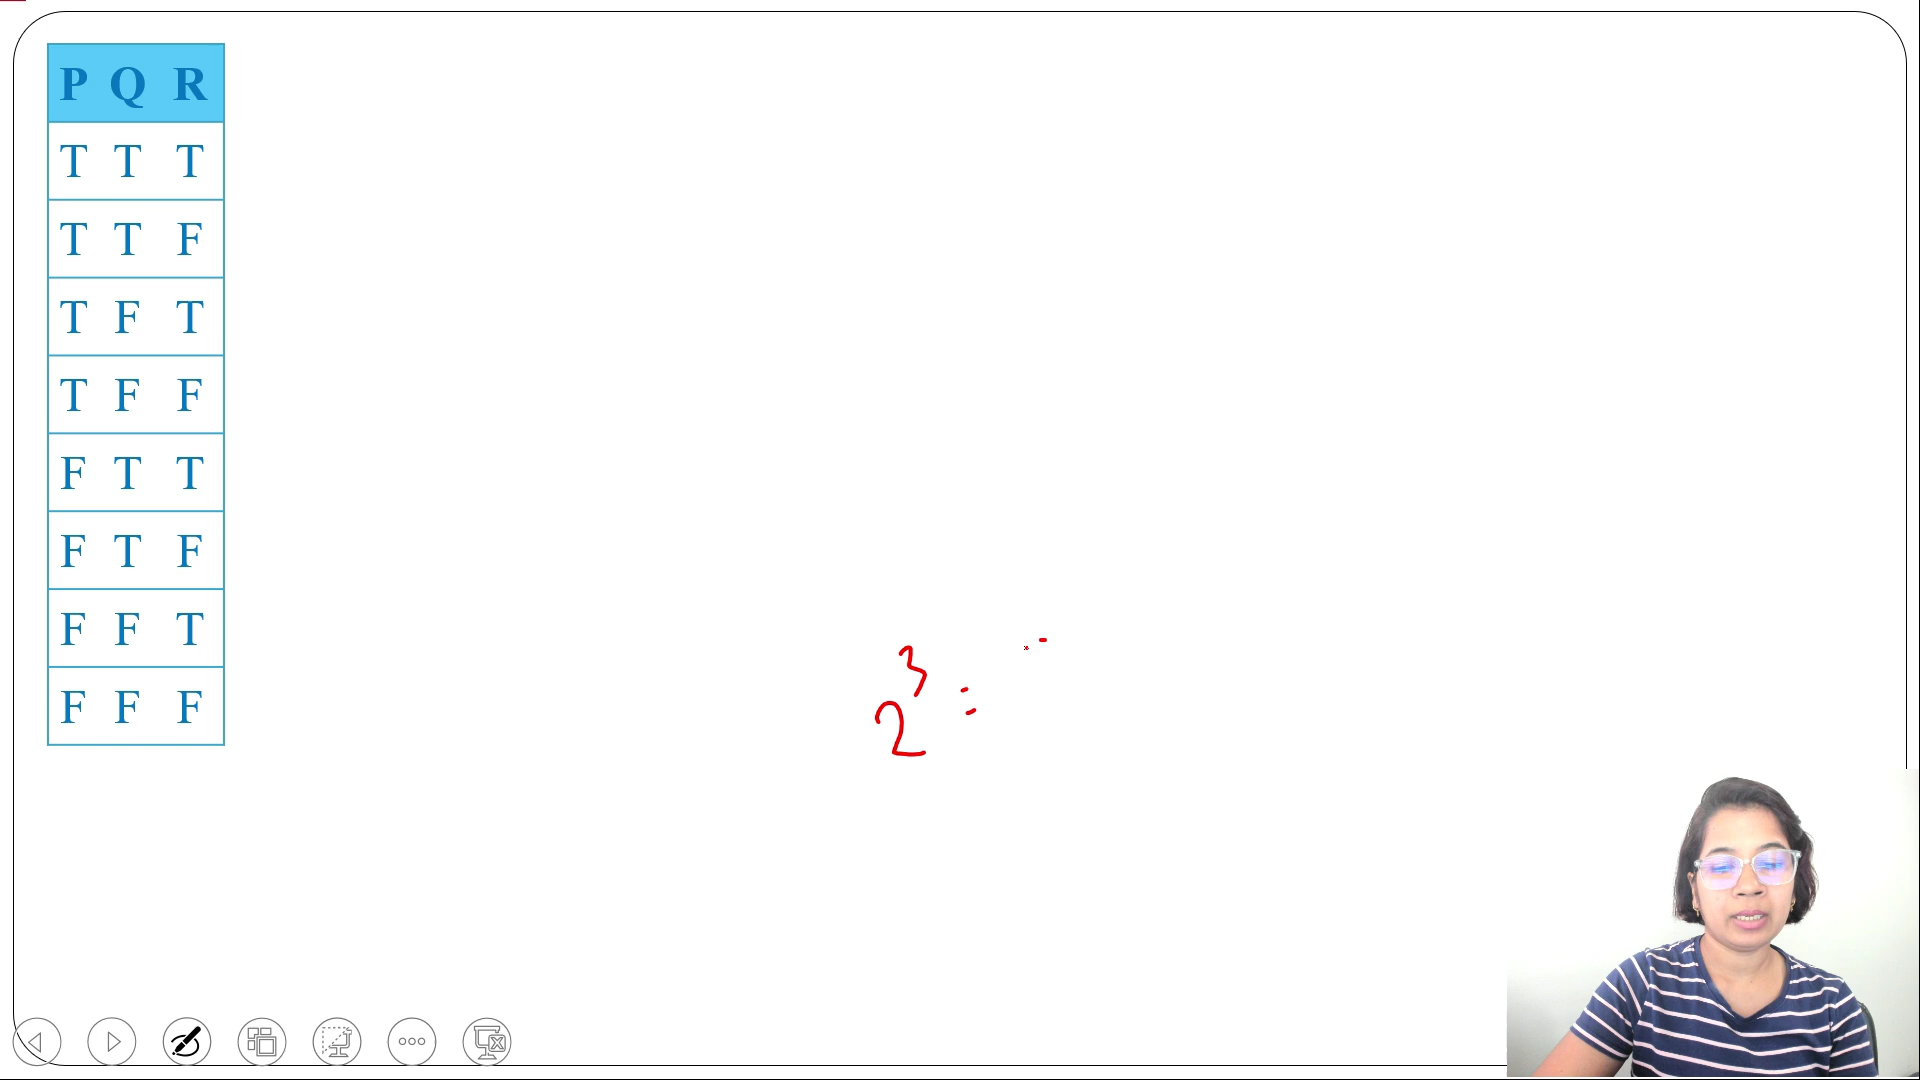 P Q R
T T T
T T F
T F T
T F F
F T T
F T F
F F T
F F F
2³ =